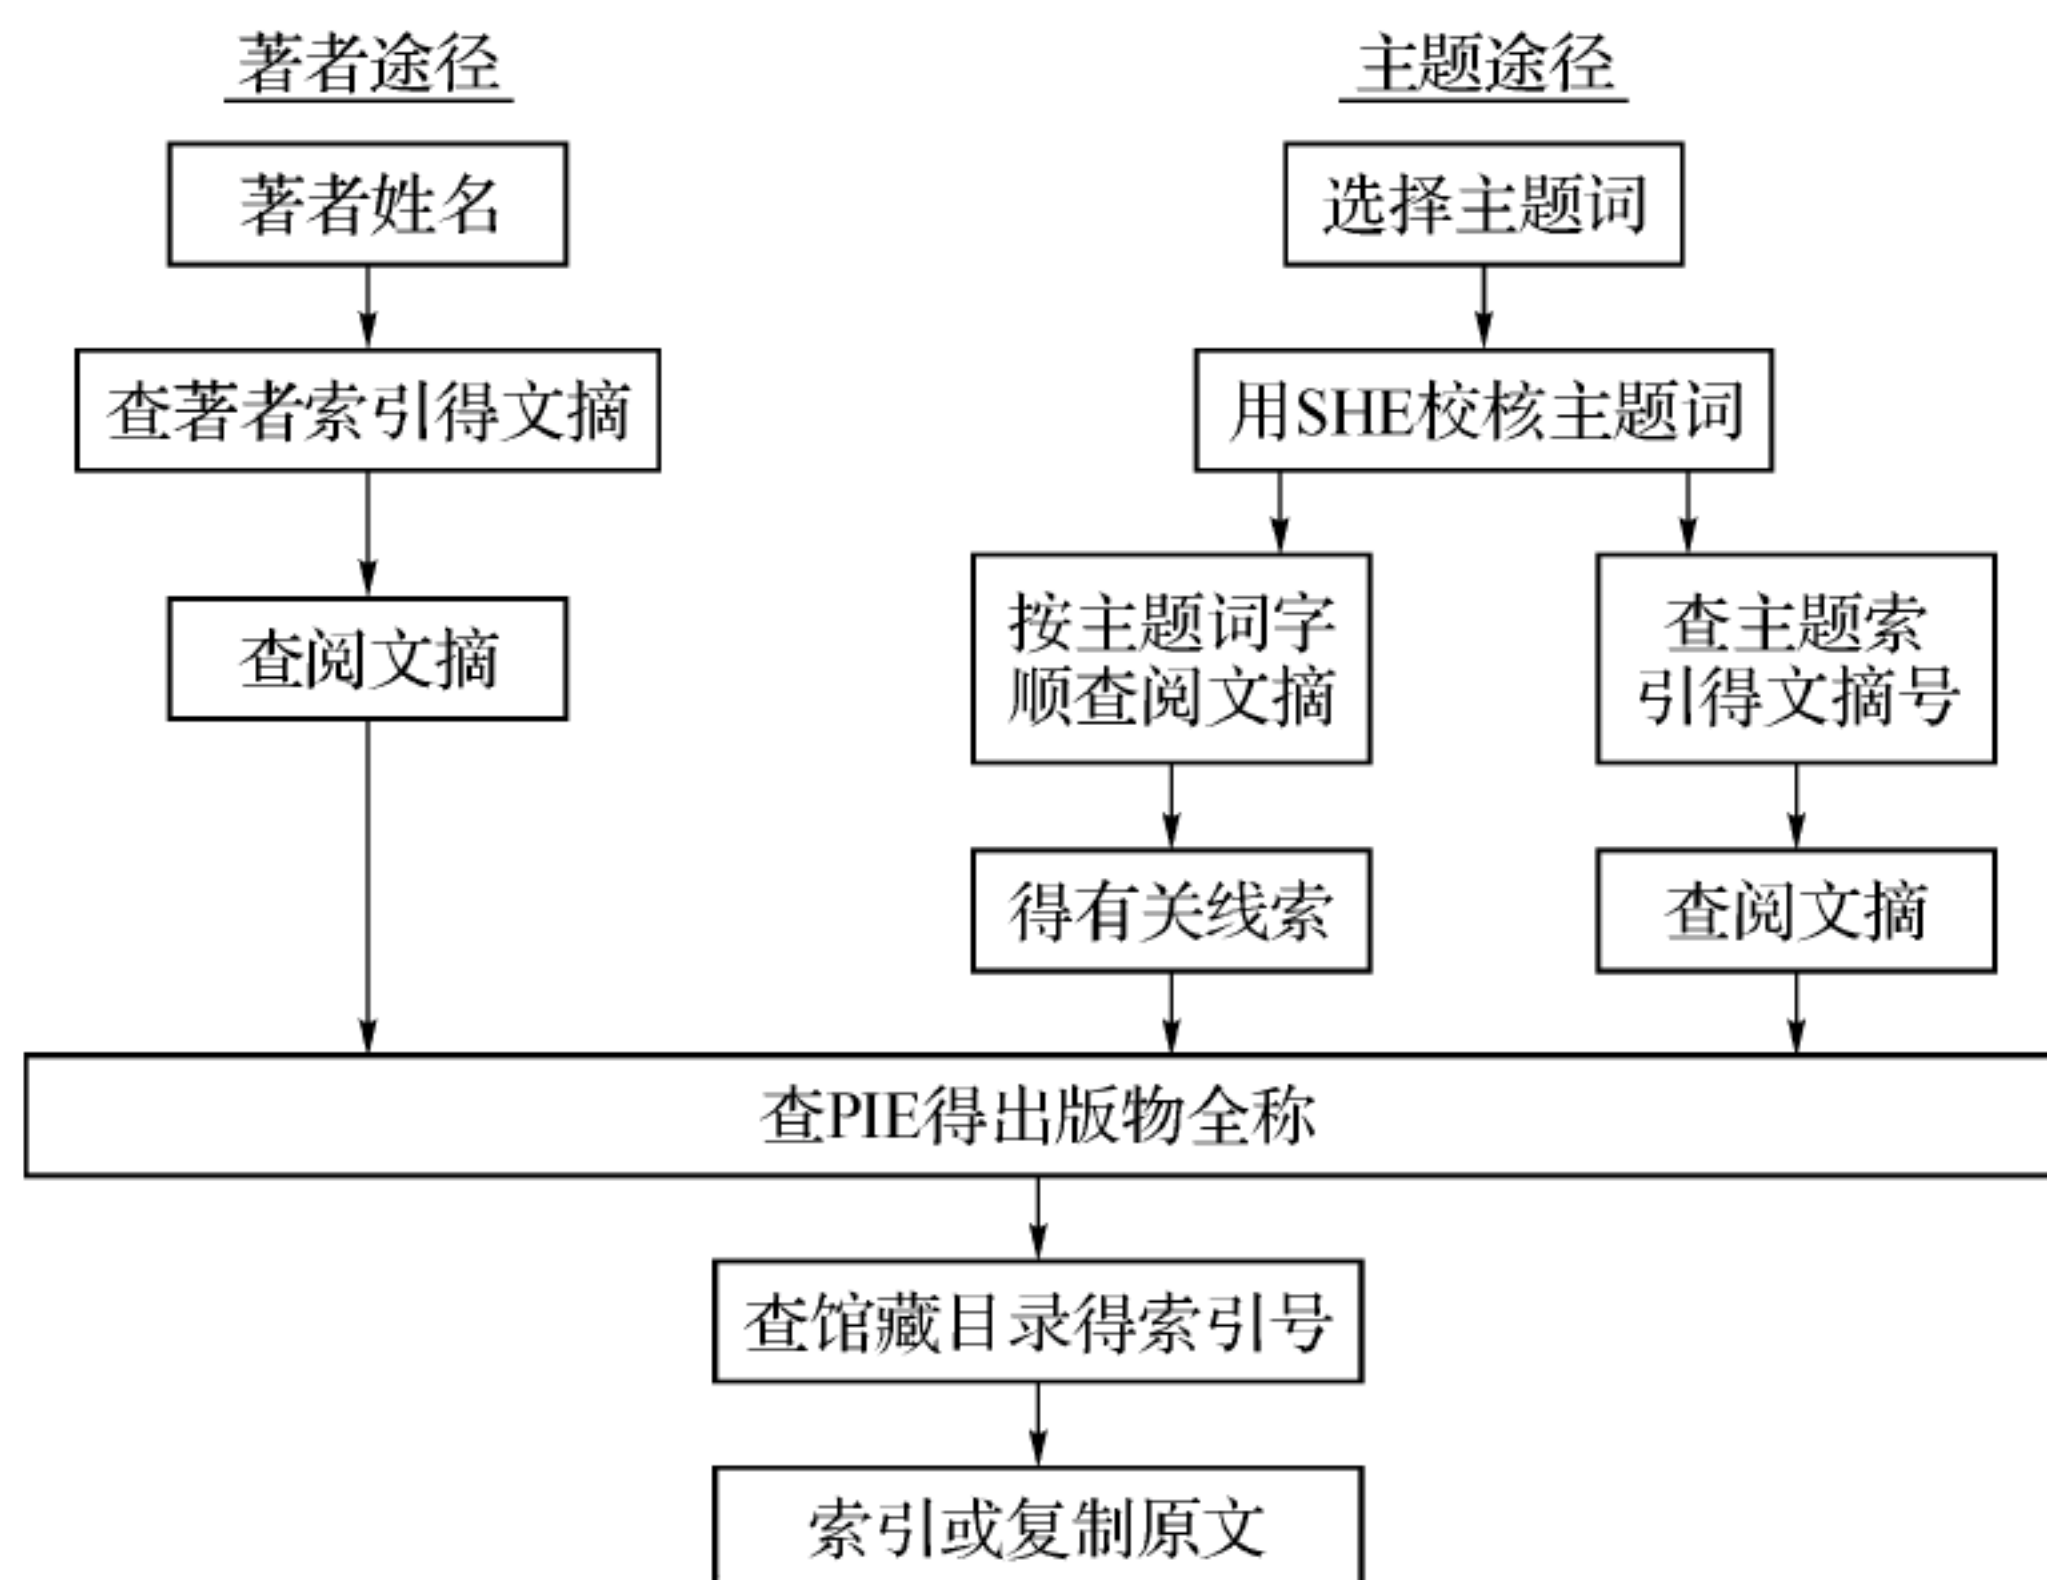 著者途径
主题途径
著者姓名
选择主题词
查著者索引得文摘
用SHE校核主题词
查阅文摘
按主题词字
顺查阅文摘
查主题索
引得文摘号
得有关线索
查阅文摘
查PIE得出版物全称
查馆藏目录得索引号
索引或复制原文